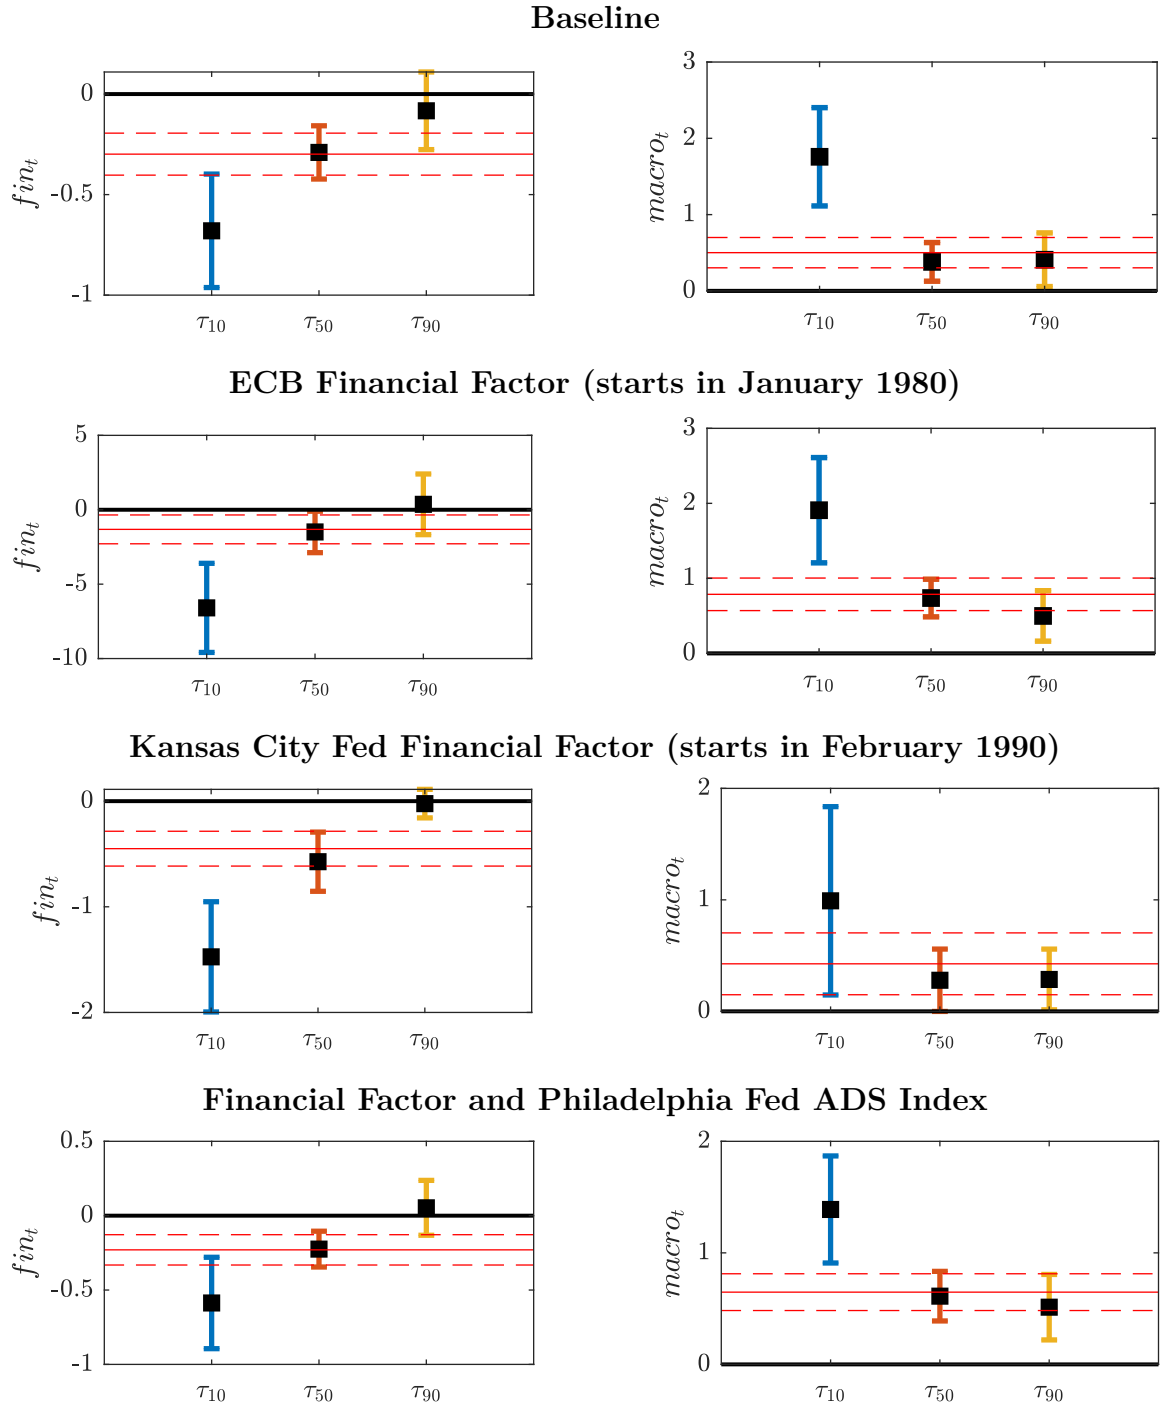 Baseline
0
-0.5
-1
fin_t
τ_10 τ_50 τ_90
3
2
1
0
macro_t
τ_10 τ_50 τ_90
ECB Financial Factor (starts in January 1980)
5
0
-5
-10
fin_t
τ_10 τ_50 τ_90
3
2
1
0
macro_t
τ_10 τ_50 τ_90
Kansas City Fed Financial Factor (starts in February 1990)
0
-1
-2
fin_t
τ_10 τ_50 τ_90
2
1
0
macro_t
τ_10 τ_50 τ_90
Financial Factor and Philadelphia Fed ADS Index
0.5
0
-0.5
-1
fin_t
τ_10 τ_50 τ_90
2
1
0
macro_t
τ_10 τ_50 τ_90